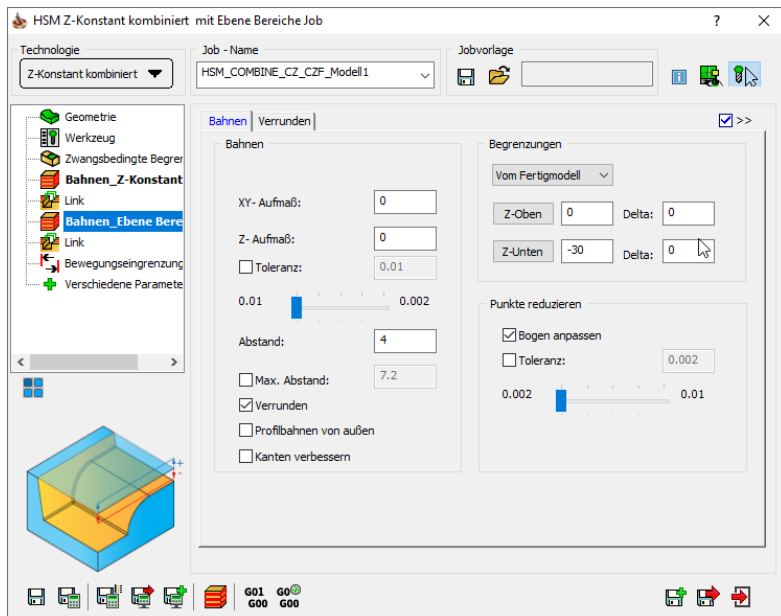 HSM Z-Konstant kombiniert mit Ebene Bereiche Job
Technologie
Z-Konstant kombiniert
Job - Name
HSM_COMBINE_CZ_CZF_Modell1
Jobvorlage
Geometrie
Werkzeug
Zwangsbedingte Begrer
Bahnen_Z-Konstant
Link
Bahnen_Ebene Bere
Link
Bewegungseingrenzung
Verschiedene Paramete
Bahnen
Verrunden
>>
Bahnen
XY- Aufmaß:
0
Z- Aufmaß:
0
Toleranz:
0.01
0.01
0.002
Abstand:
4
Max. Abstand:
7.2
Verrunden
Profilbahnen von außen
Kanten verbessern
Begrenzungen
Vom Fertigmodell
Z-Oben
0
Delta:
0
Z-Unten
-30
Delta:
0
Punkte reduzieren
Bogen anpassen
Toleranz:
0.002
0.002
0.01
G01
G00
G0
G00